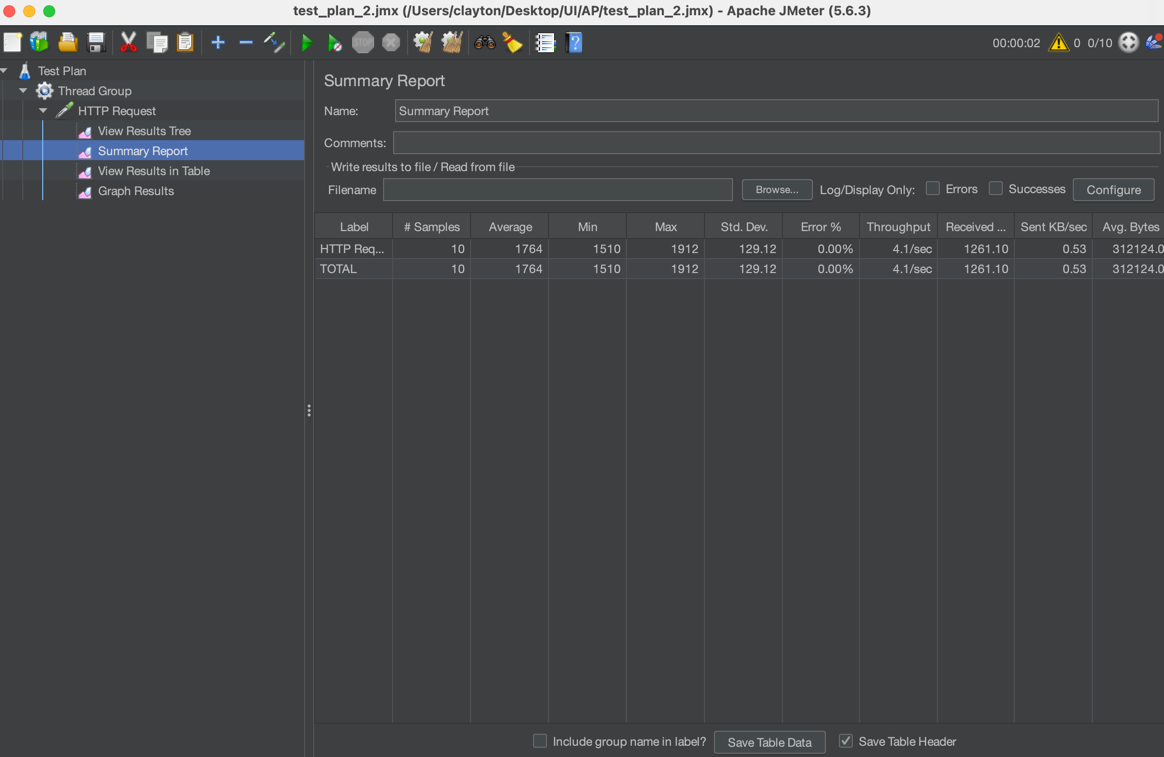 test_plan_2.jmx (/Users/clayton/Desktop/UI/AP/test_plan_2.jmx) - Apache JMeter (5.6.3)
STOP
00:00:02 0 0/10
Test Plan
Thread Group
HTTP Request
View Results Tree
Summary Report
View Results in Table
Graph Results
Summary Report
Name: Summary Report
Comments:
Write results to file / Read from file
Filename Browse... Log/Display Only: Errors Successes Configure
Label # Samples Average Min Max Std. Dev. Error % Throughput Received ... Sent KB/sec Avg. Bytes
HTTP Req... 10 1764 1510 1912 129.12 0.00% 4.1/sec 1261.10 0.53 312124.0
TOTAL 10 1764 1510 1912 129.12 0.00% 4.1/sec 1261.10 0.53 312124.0
Include group name in label? Save Table Data Save Table Header